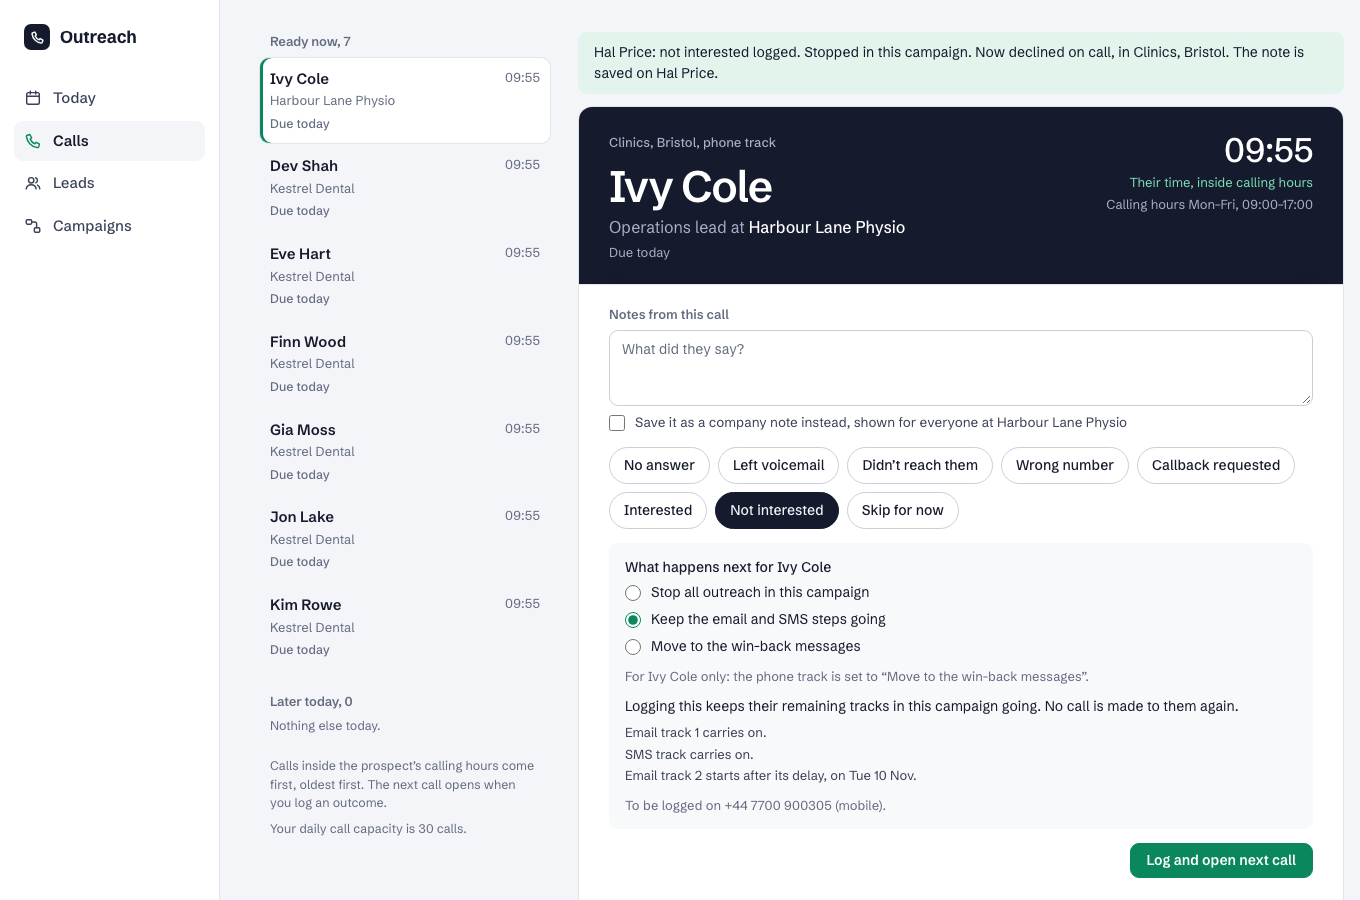 Outreach
Today
Calls
Leads
Campaigns
Ready now, 7
Ivy Cole
09:55
Harbour Lane Physio
Due today
Dev Shah
09:55
Kestrel Dental
Due today
Eve Hart
09:55
Kestrel Dental
Due today
Finn Wood
09:55
Kestrel Dental
Due today
Gia Moss
09:55
Kestrel Dental
Due today
Jon Lake
09:55
Kestrel Dental
Due today
Kim Rowe
09:55
Kestrel Dental
Due today
Later today, 0
Nothing else today.
Calls inside the prospect’s calling hours come
first, oldest first. The next call opens when
you log an outcome.
Your daily call capacity is 30 calls.
Hal Price: not interested logged. Stopped in this campaign. Now declined on call, in Clinics, Bristol. The note is
saved on Hal Price.
Clinics, Bristol, phone track
Ivy Cole
Operations lead at Harbour Lane Physio
Due today
09:55
Their time, inside calling hours
Calling hours Mon–Fri, 09:00–17:00
Notes from this call
What did they say?
Save it as a company note instead, shown for everyone at Harbour Lane Physio
No answer
Left voicemail
Didn’t reach them
Wrong number
Callback requested
Interested
Not interested
Skip for now
What happens next for Ivy Cole
Stop all outreach in this campaign
Keep the email and SMS steps going
Move to the win-back messages
For Ivy Cole only: the phone track is set to “Move to the win-back messages”.
Logging this keeps their remaining tracks in this campaign going. No call is made to them again.
Email track 1 carries on.
SMS track carries on.
Email track 2 starts after its delay, on Tue 10 Nov.
To be logged on +44 7700 900305 (mobile).
Log and open next call